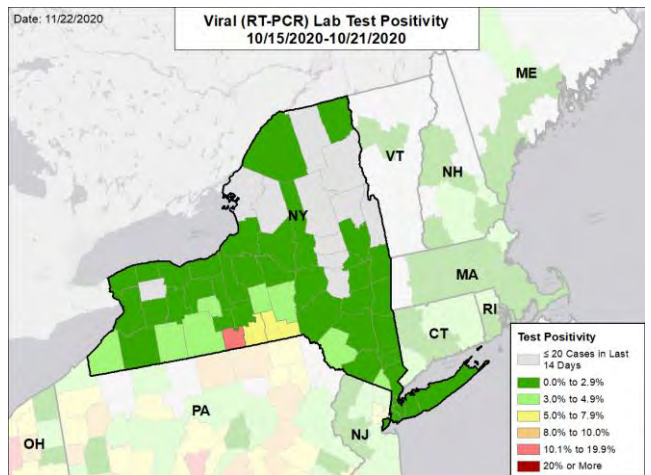 Date: 11/22/2020
Viral (RT-PCR) Lab Test Positivity
10/15/2020-10/21/2020
ME
VT
NH
NY
MA
CT
RI
PA
NJ
OH
Test Positivity
≤ 20 Cases in Last
14 Days
0.0% to 2.9%
3.0% to 4.9%
5.0% to 7.9%
8.0% to 10.0%
10.1% to 19.9%
20% or More